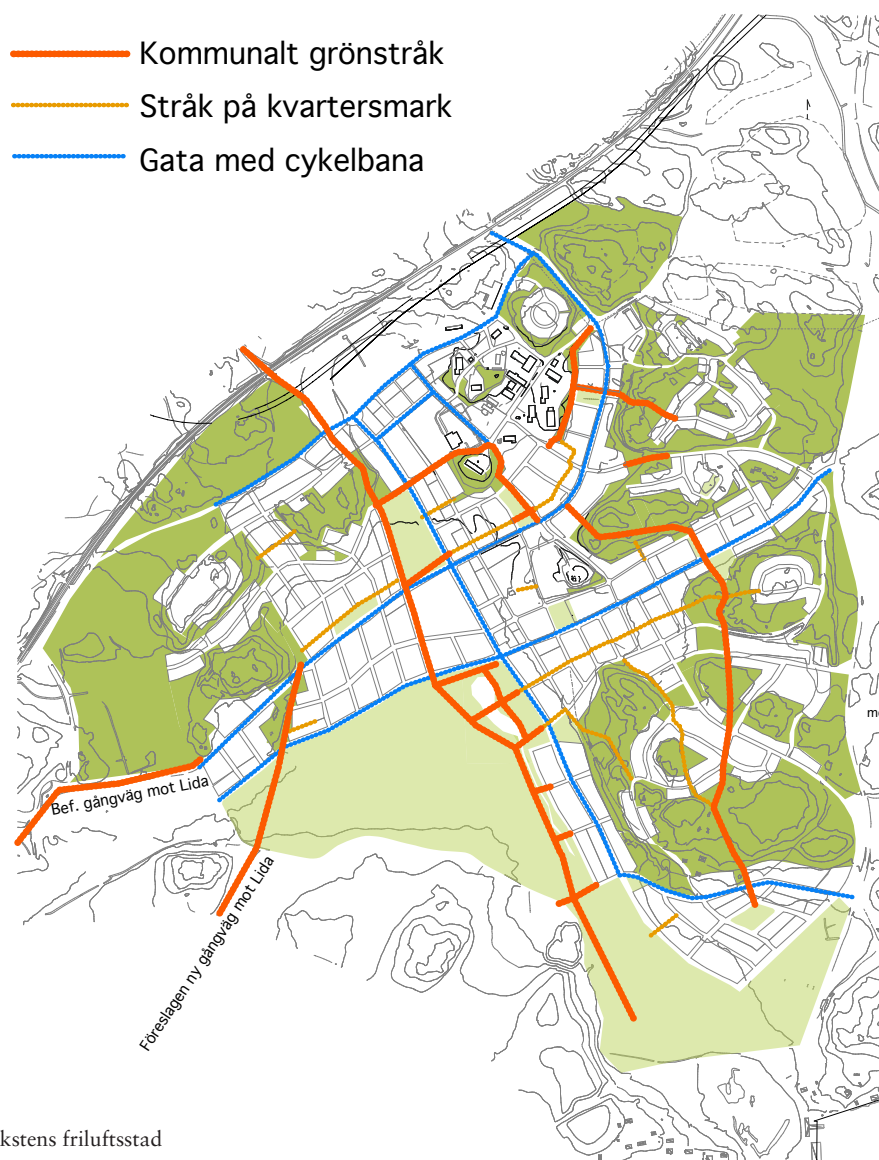 Kommunalt grönstråk
Stråk på kvartersmark
Gata med cykelbana
Bef. gångväg mot Lida
Föreslagen ny gångväg mot Lida
kstens friluftsstad